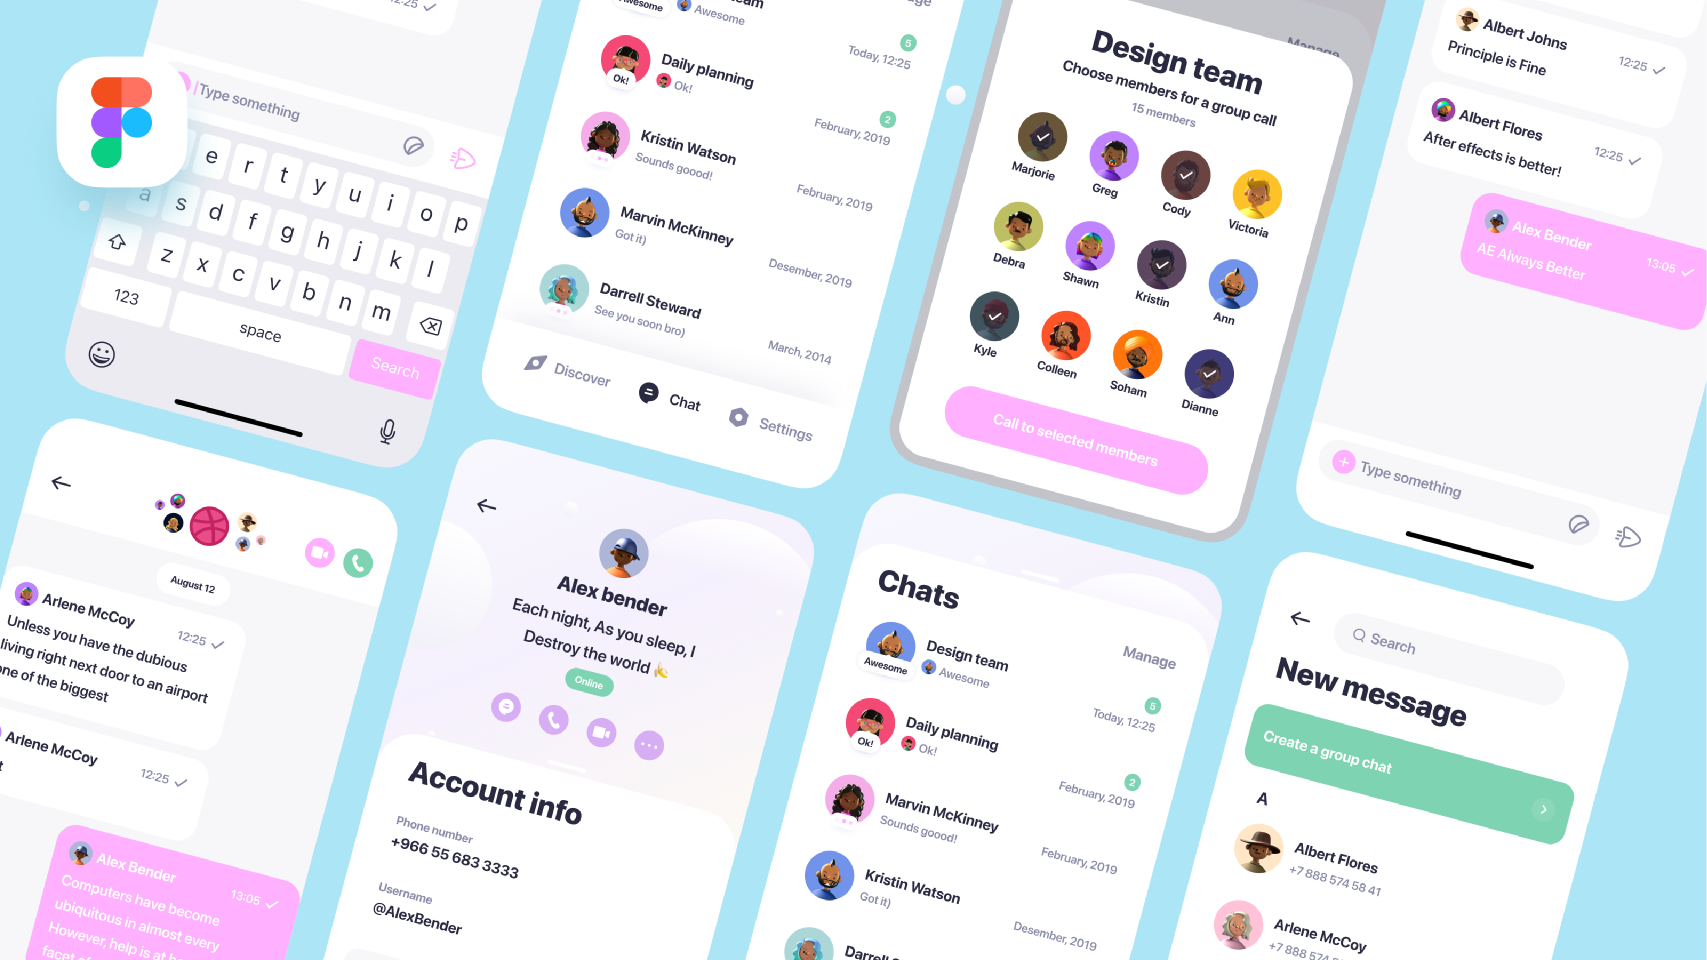 12:25
Type something
e r t y u i o p
a s d f g h j k l
z x c v b n m
123
space
Search
Awesome
Awesome
Today, 12:25
5
Daily planning
Ok!
Ok!
February, 2019
2
Kristin Watson
Sounds goood!
February, 2019
Marvin McKinney
Got it)
Desember, 2019
Darrell Steward
See you soon bro)
March, 2014
Discover
Chat
Settings
Manage
Design team
Choose members for a group call
15 members
Marjorie
Greg
Cody
Victoria
Debra
Shawn
Kristin
Ann
Kyle
Colleen
Soham
Dianne
Call to selected members
Albert Johns
Principle is Fine
12:25
Albert Flores
After effects is better!
12:25
Alex Bender
AE Always Better
13:05
Type something
August 12
Arlene McCoy
12:25
Unless you have the dubious
living right next door to an airport
one of the biggest
Arlene McCoy
12:25
Alex Bender
13:05
Computers have become
ubiquitous in almost every
However, help is at
Alex bender
Each night, As you sleep, I
Destroy the world 🍌
Online
Account info
Phone number
+966 55 683 3333
Username
@AlexBender
Chats
Manage
Design team
Awesome
Awesome
Today, 12:25
5
Daily planning
Ok!
Ok!
February, 2019
2
Marvin McKinney
Sounds goood!
February, 2019
Kristin Watson
Got it)
Desember, 2019
Search
New message
Create a group chat
A
Albert Flores
+7 888 574 58 41
Arlene McCoy
+7 888 574 5